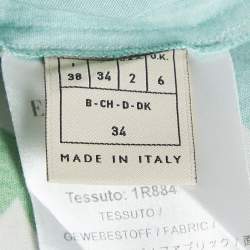 U.K.
38 34 2 6
B-CH-D-DK
34
MADE IN ITALY
E
Tessuto: 1R884
TESSUTO /
GEWEBESTOFF / FABRIC /